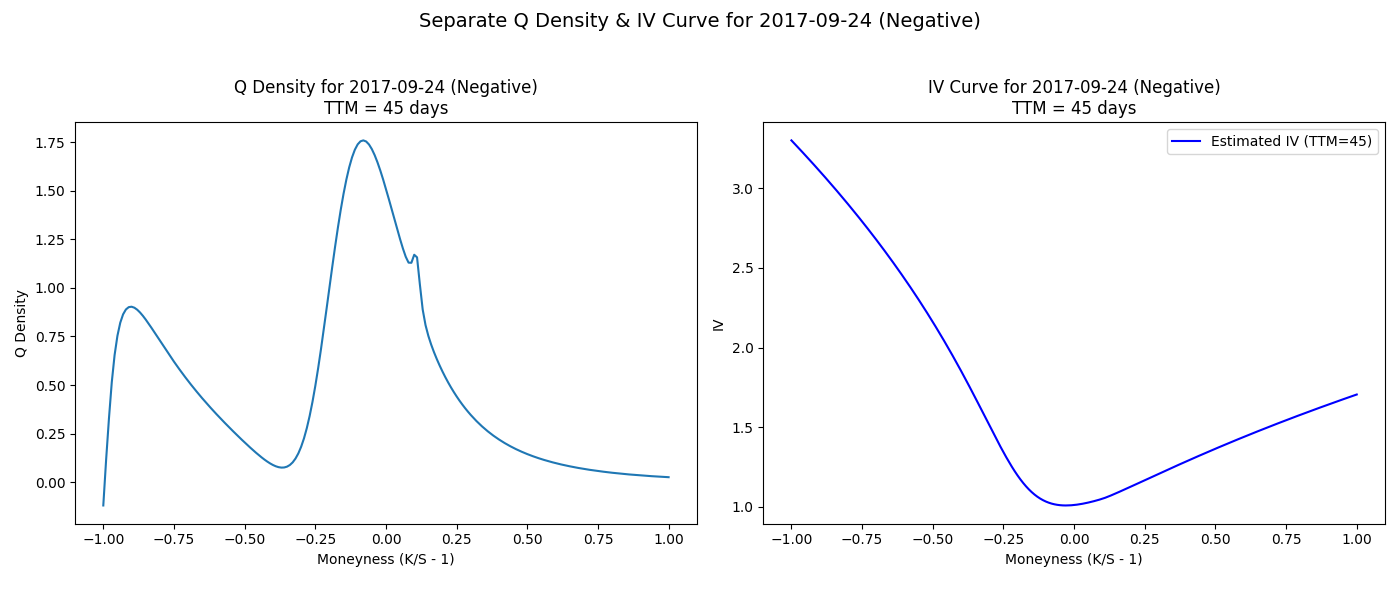 Separate Q Density & IV Curve for 2017-09-24 (Negative)
Q Density for 2017-09-24 (Negative)
TTM = 45 days
1.75
1.50
1.25
1.00
0.75
0.50
0.25
0.00
Q Density
−1.00 −0.75 −0.50 −0.25 0.00 0.25 0.50 0.75 1.00
Moneyness (K/S - 1)
IV Curve for 2017-09-24 (Negative)
TTM = 45 days
Estimated IV (TTM=45)
3.0
2.5
2.0
1.5
1.0
IV
−1.00 −0.75 −0.50 −0.25 0.00 0.25 0.50 0.75 1.00
Moneyness (K/S - 1)